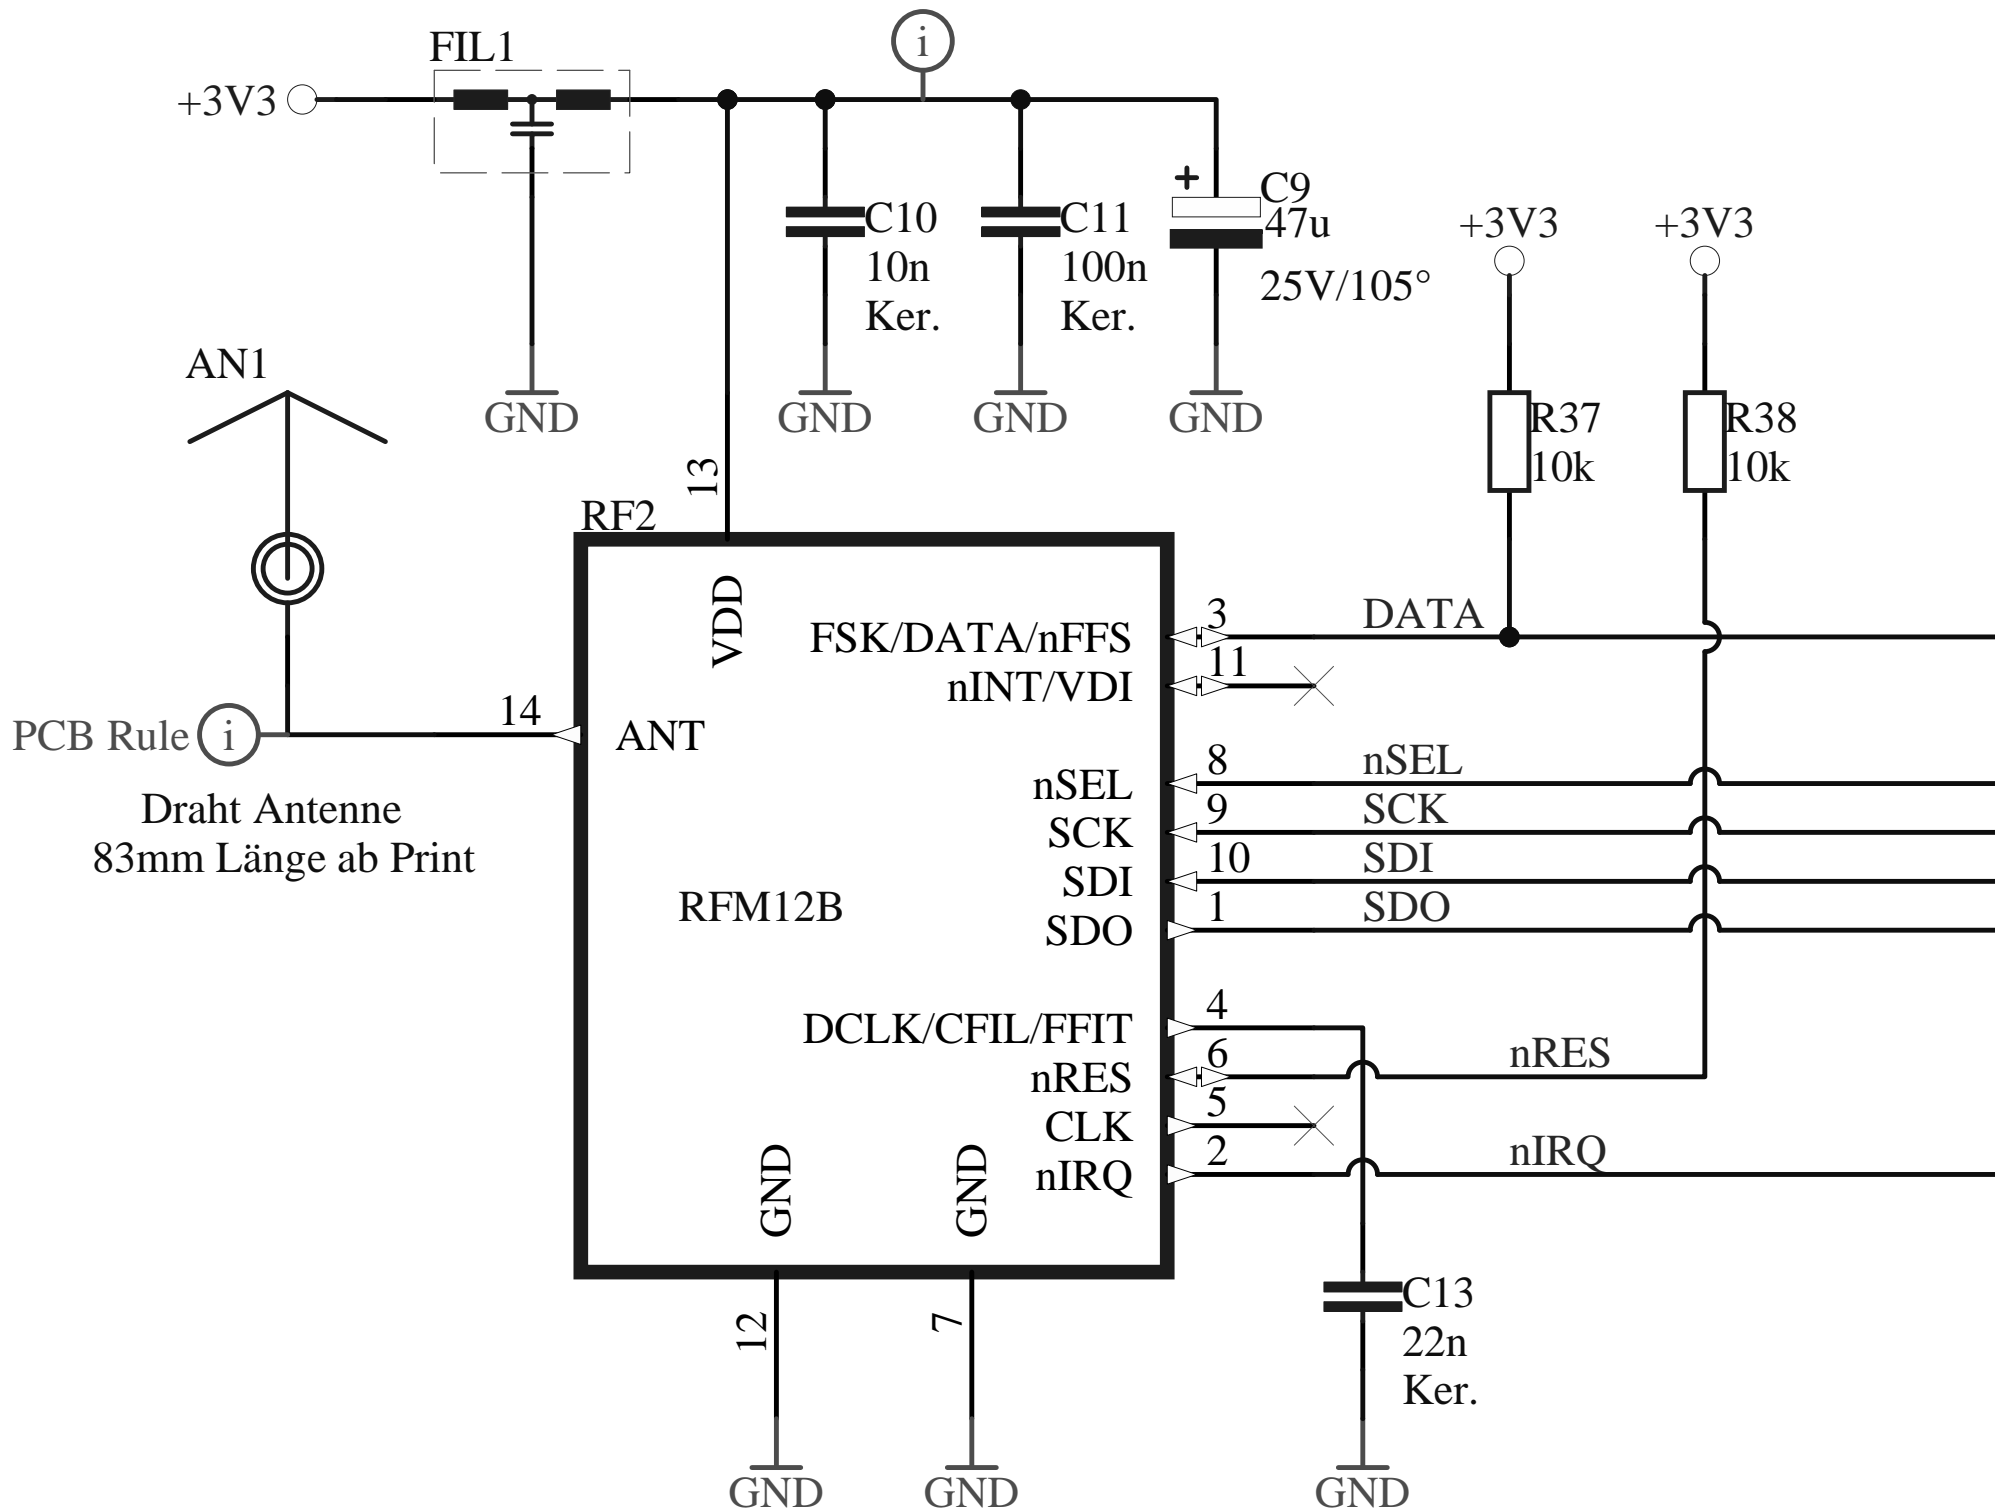 FIL1
i
+3V3
C10
10n
Ker.
C11
100n
Ker.
+
C9
47u
25V/105°
+3V3
+3V3
GND
GND
GND
GND
AN1
R37
10k
R38
10k
13
RF2
VDD
FSK/DATA/nFFS
3
DATA
nINT/VDI
11
PCB Rule
i
14
ANT
Draht Antenne
83mm Länge ab Print
nSEL
8
nSEL
SCK
9
SCK
SDI
10
SDI
SDO
1
SDO
RFM12B
DCLK/CFIL/FFIT
4
nRES
6
nRES
CLK
5
nIRQ
2
nIRQ
GND
GND
12
7
C13
22n
Ker.
GND
GND
GND